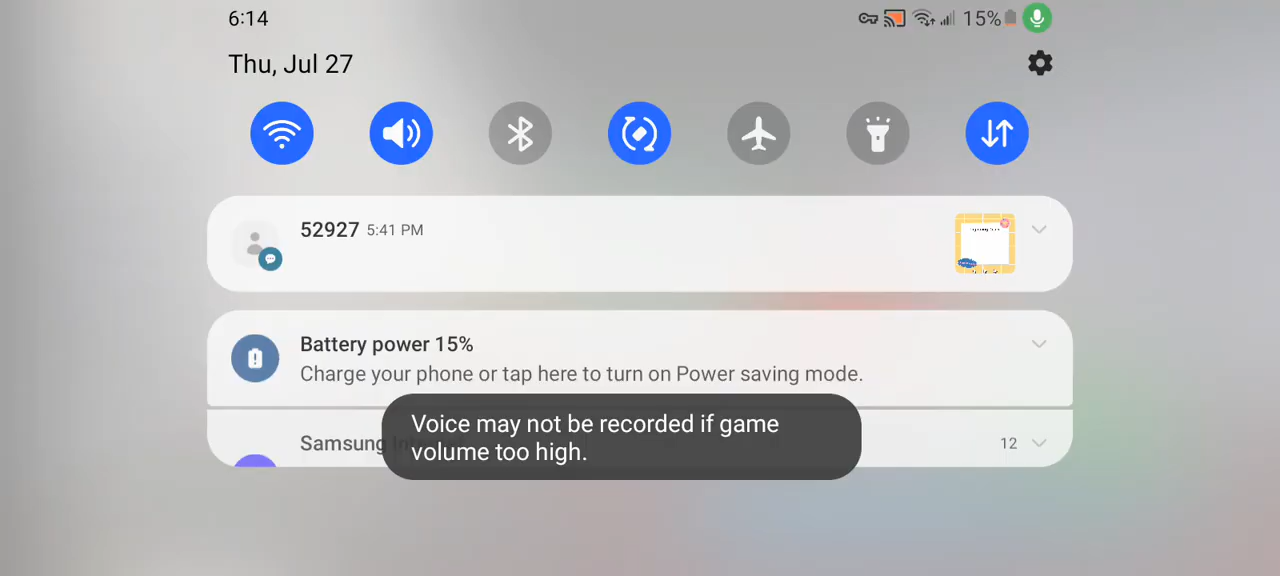 6:14
15%
Thu, Jul 27
52927 5:41 PM
Battery power 15%
Charge your phone or tap here to turn on Power saving mode.
Voice may not be recorded if game
volume too high.
Samsung
12